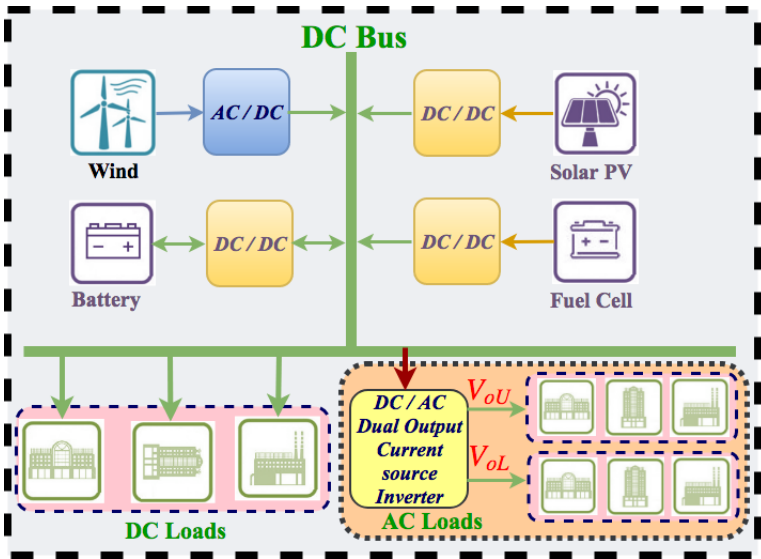 DC Bus
AC / DC
DC / DC
Wind
Solar PV
DC / DC
DC / DC
Battery
Fuel Cell
DC / AC
Dual Output
Current
source
Inverter
VoU
VoL
DC Loads
AC Loads